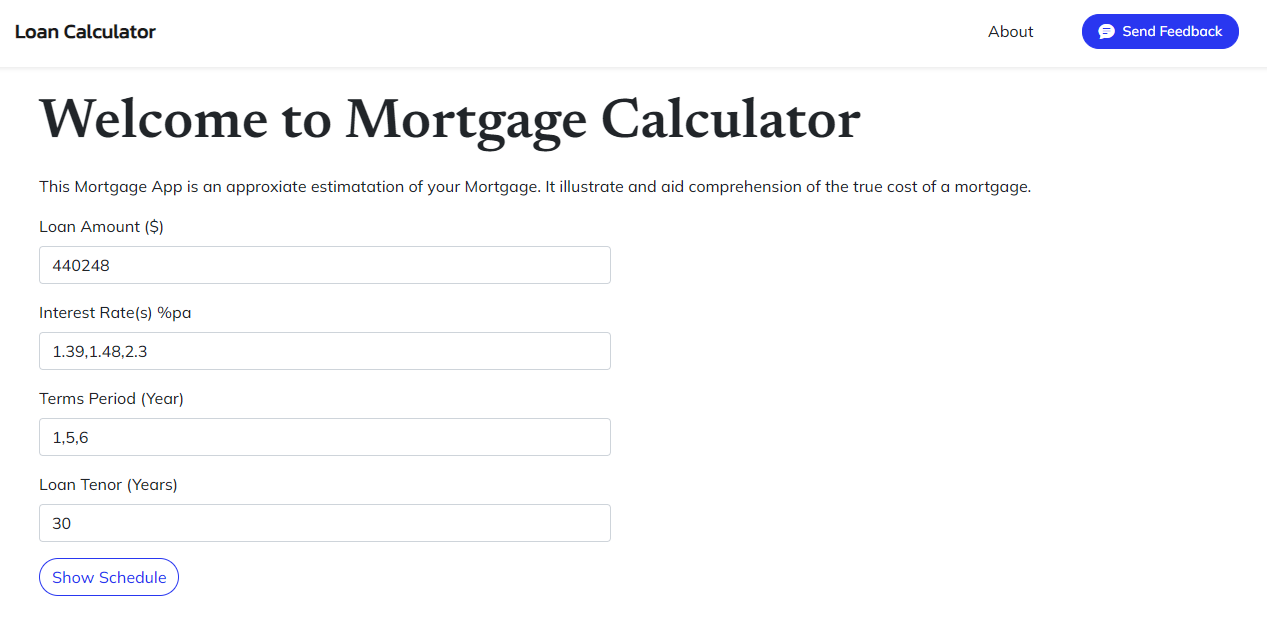 Loan Calculator
About
Send Feedback
Welcome to Mortgage Calculator
This Mortgage App is an approxiate estimatation of your Mortgage. It illustrate and aid comprehension of the true cost of a mortgage.
Loan Amount ($)
440248
Interest Rate(s) %pa
1.39,1.48,2.3
Terms Period (Year)
1,5,6
Loan Tenor (Years)
30
Show Schedule